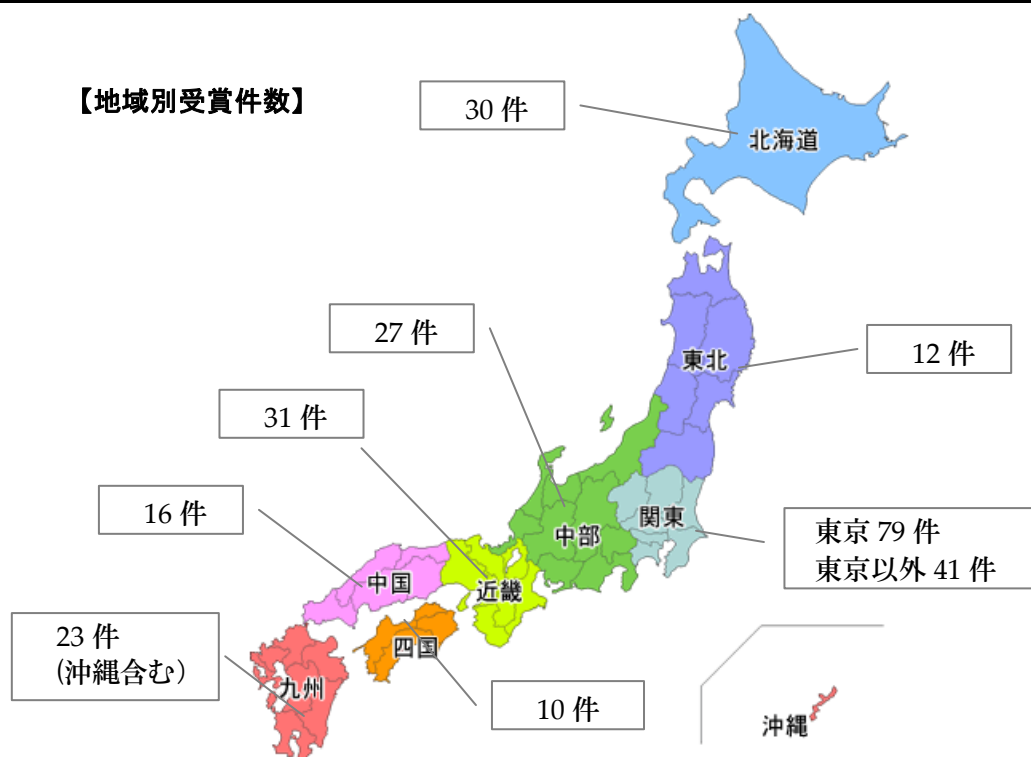 【地域別受賞件数】
30 件
北海道
27 件
東北
12 件
31 件
16 件
関東
中部
東京 79 件
東京以外 41 件
中国
近畿
23 件
(沖縄含む)
四国
九州
10 件
沖縄